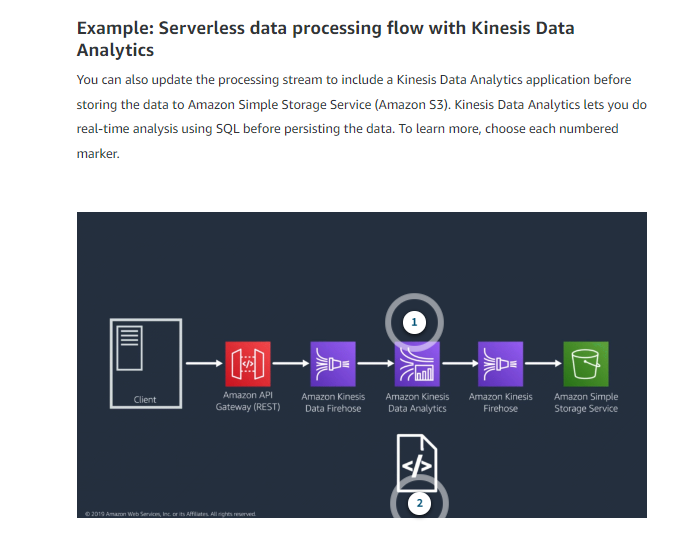 Example: Serverless data processing flow with Kinesis Data
Analytics
You can also update the processing stream to include a Kinesis Data Analytics application before
storing the data to Amazon Simple Storage Service (Amazon S3). Kinesis Data Analytics lets you do
real-time analysis using SQL before persisting the data. To learn more, choose each numbered
marker.
1
</>
Client
Amazon API
Gateway (REST)
Amazon Kinesis
Data Firehose
Amazon Kinesis
Data Analytics
Amazon Kinesis
Firehose
Amazon Simple
Storage Service
</>
2
© 2019 Amazon Web Services, Inc. or its Affiliates. All rights reserved.